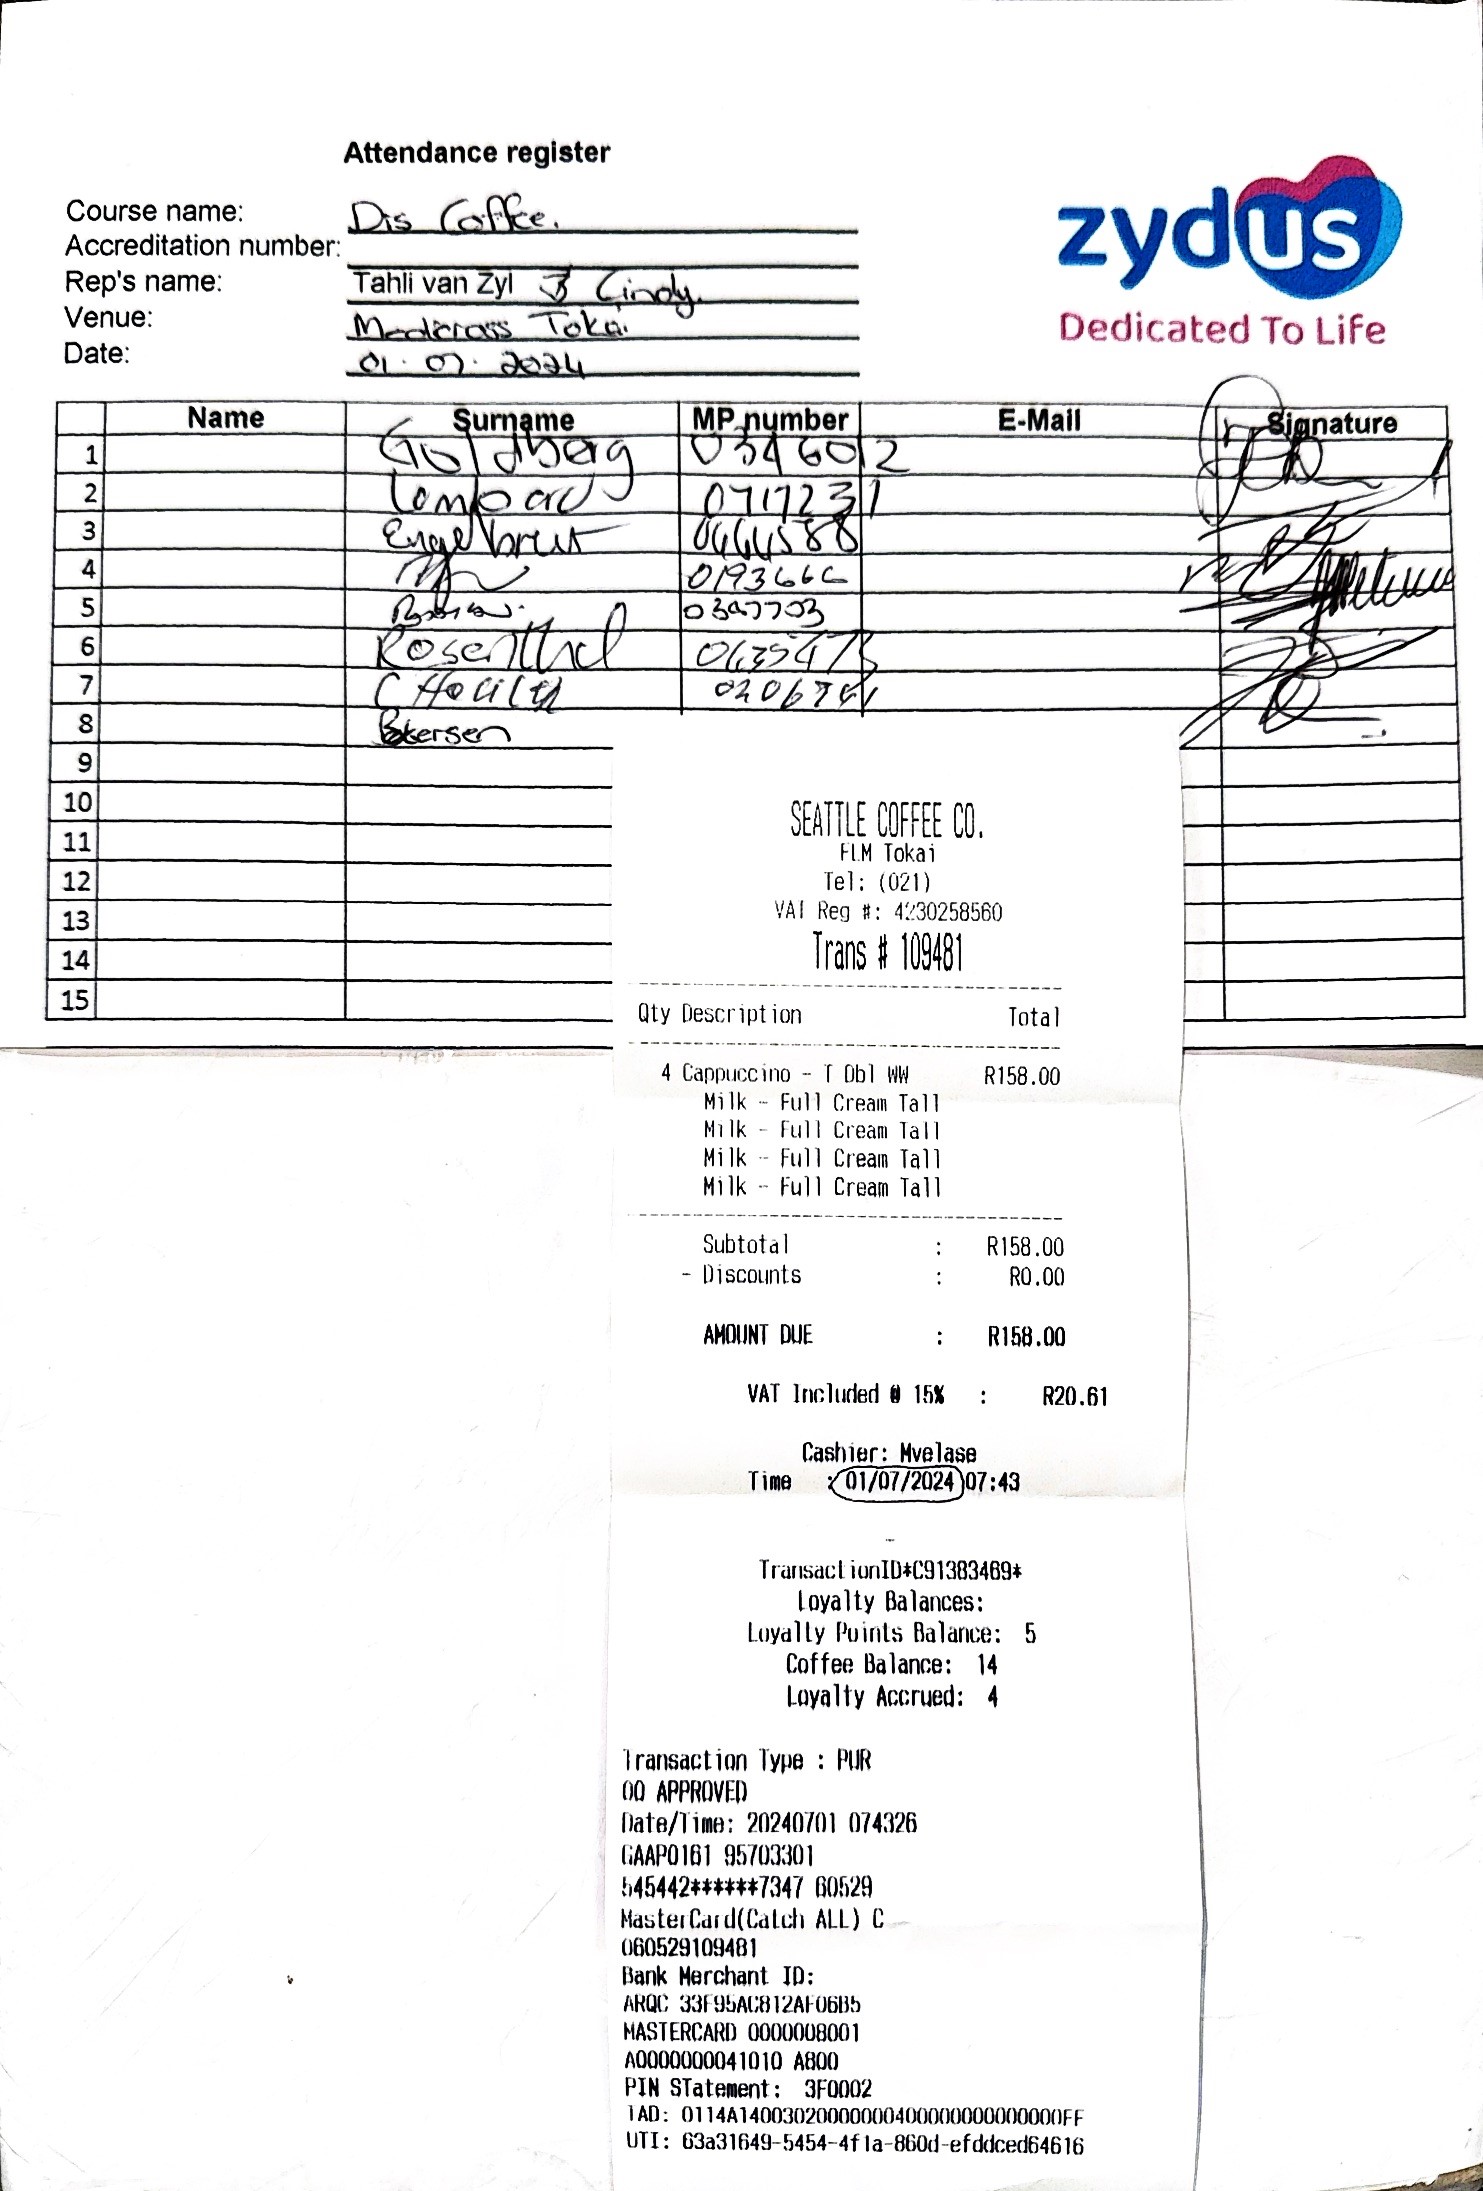 Attendance register
zydus
Dedicated To Life
Course name: Dis Coffee.
Accreditation number:
Rep's name: Tahli van Zyl & Cindy.
Venue: Medicross Tokai
Date: 01.07.2024
Name Surname MP number E-Mail Signature
1 Goldberg 0346012
2 Lombard 0717231
3 Engelbrecht
4 0193666
5
6 Rosenthal
7
8 Petersen
9
10
11
12
13
14
15
SEATTLE COFFEE CO.
FLM Tokai
Tel: (021)
VAT Reg #: 4230258560
Trans # 109481
Qty Description Total
4 Cappuccino - T Dbl WW R158.00
Milk - Full Cream Tall
Milk - Full Cream Tall
Milk - Full Cream Tall
Milk - Full Cream Tall
Subtotal : R158.00
- Discounts : R0.00
AMOUNT DUE : R158.00
VAT Included @ 15% : R20.61
Cashier: Mvelase
Time : 01/07/2024 07:43
TransactionID*C91383469*
Loyalty Balances:
Loyalty Points Balance: 5
Coffee Balance: 14
Loyalty Accrued: 4
Transaction Type : PUR
00 APPROVED
Date/Time: 20240701 074326
GAAP0161 95703301
545442******7347 60529
MasterCard(Catch ALL) C
060529109481
Bank Merchant ID:
ARQC 33F95AC812AF06B5
MASTERCARD 0000008001
A0000000041010 A800
PIN STatement: 3F0002
IAD: 0114A14003020000000400000000000000FF
UTI: 63a31649-5454-4f1a-860d-efddced64616